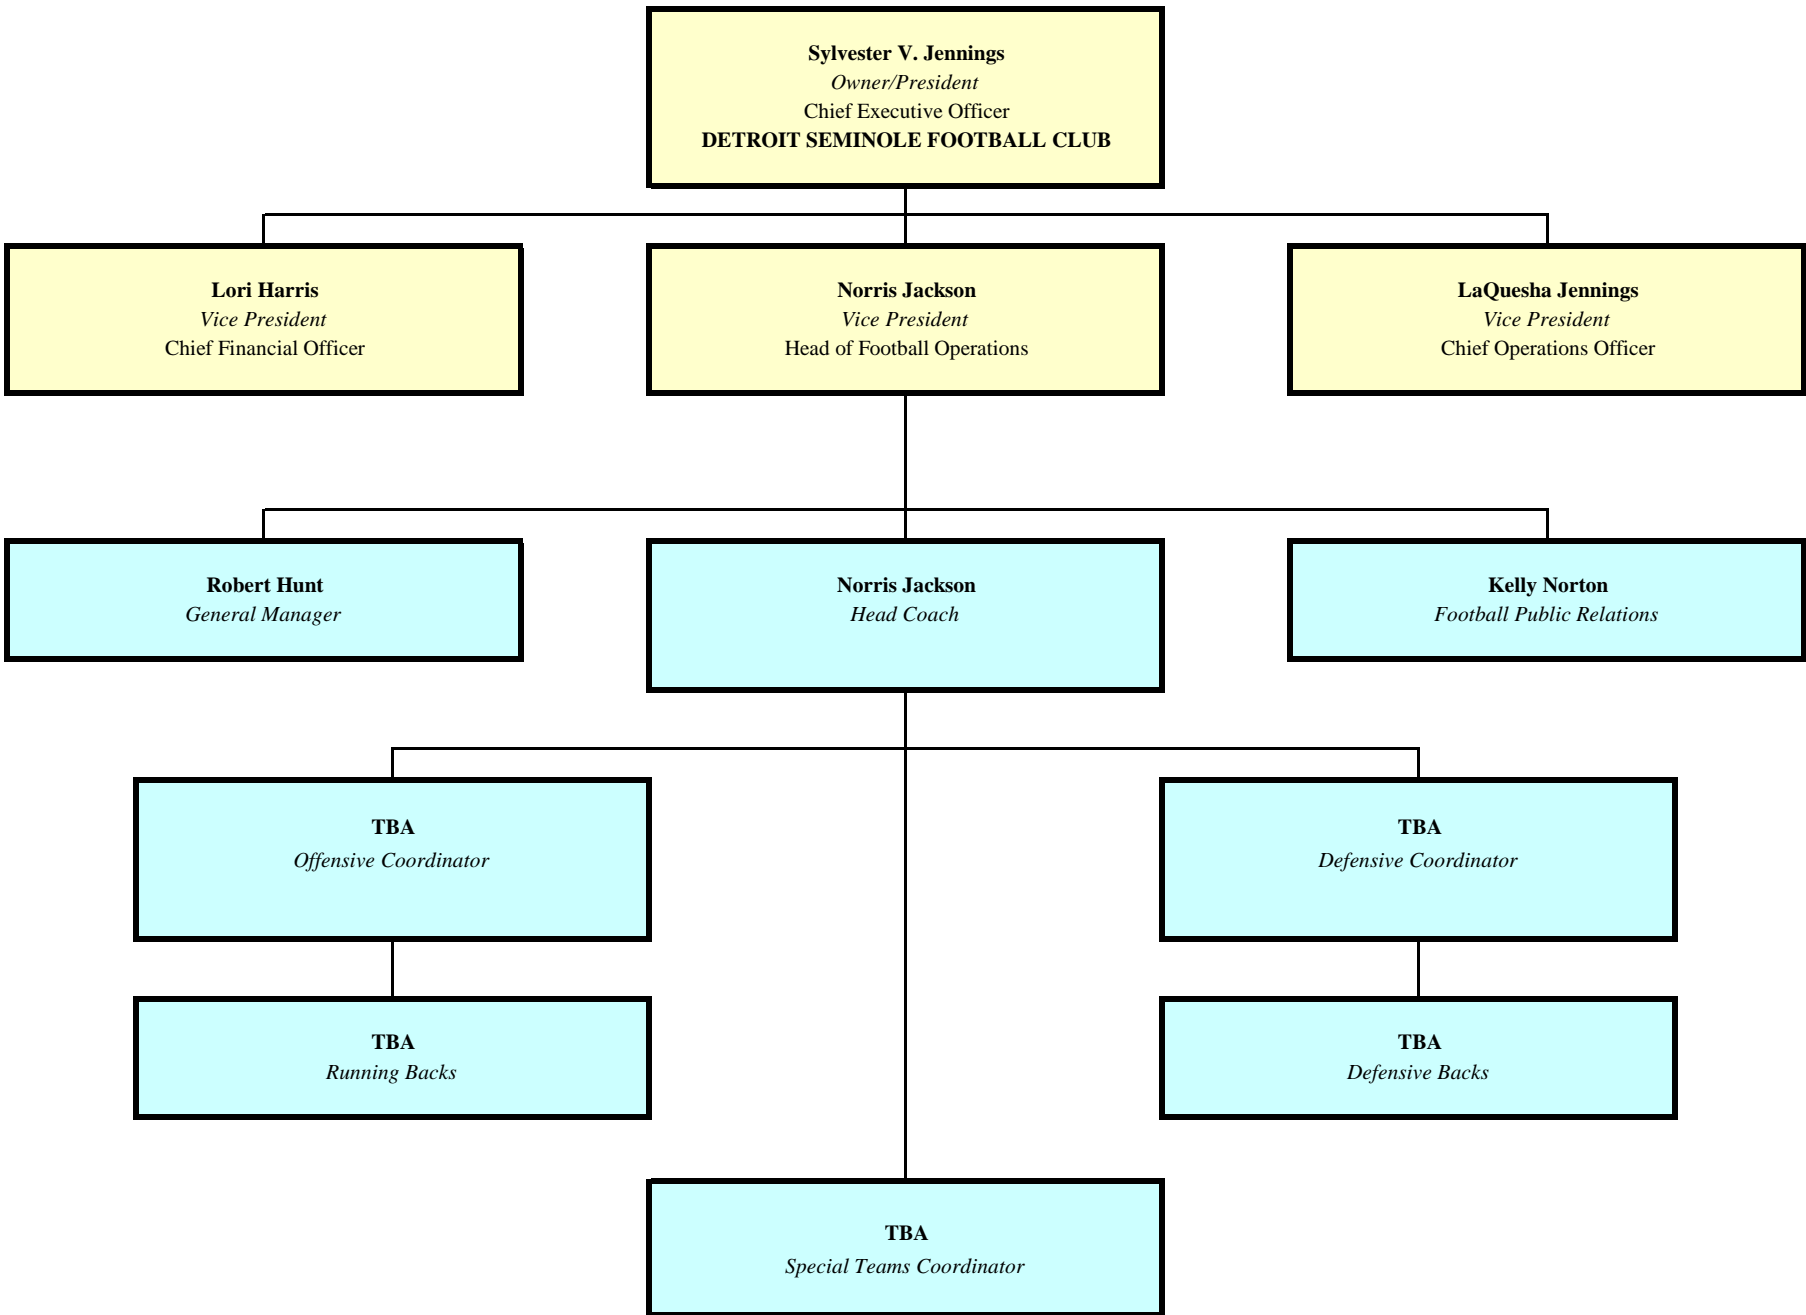 Sylvester V. Jennings
Owner/President
Chief Executive Officer
DETROIT SEMINOLE FOOTBALL CLUB
Lori Harris
Vice President
Chief Financial Officer
Norris Jackson
Vice President
Head of Football Operations
LaQuesha Jennings
Vice President
Chief Operations Officer
Robert Hunt
General Manager
Norris Jackson
Head Coach
Kelly Norton
Football Public Relations
TBA
Offensive Coordinator
TBA
Defensive Coordinator
TBA
Running Backs
TBA
Defensive Backs
TBA
Special Teams Coordinator